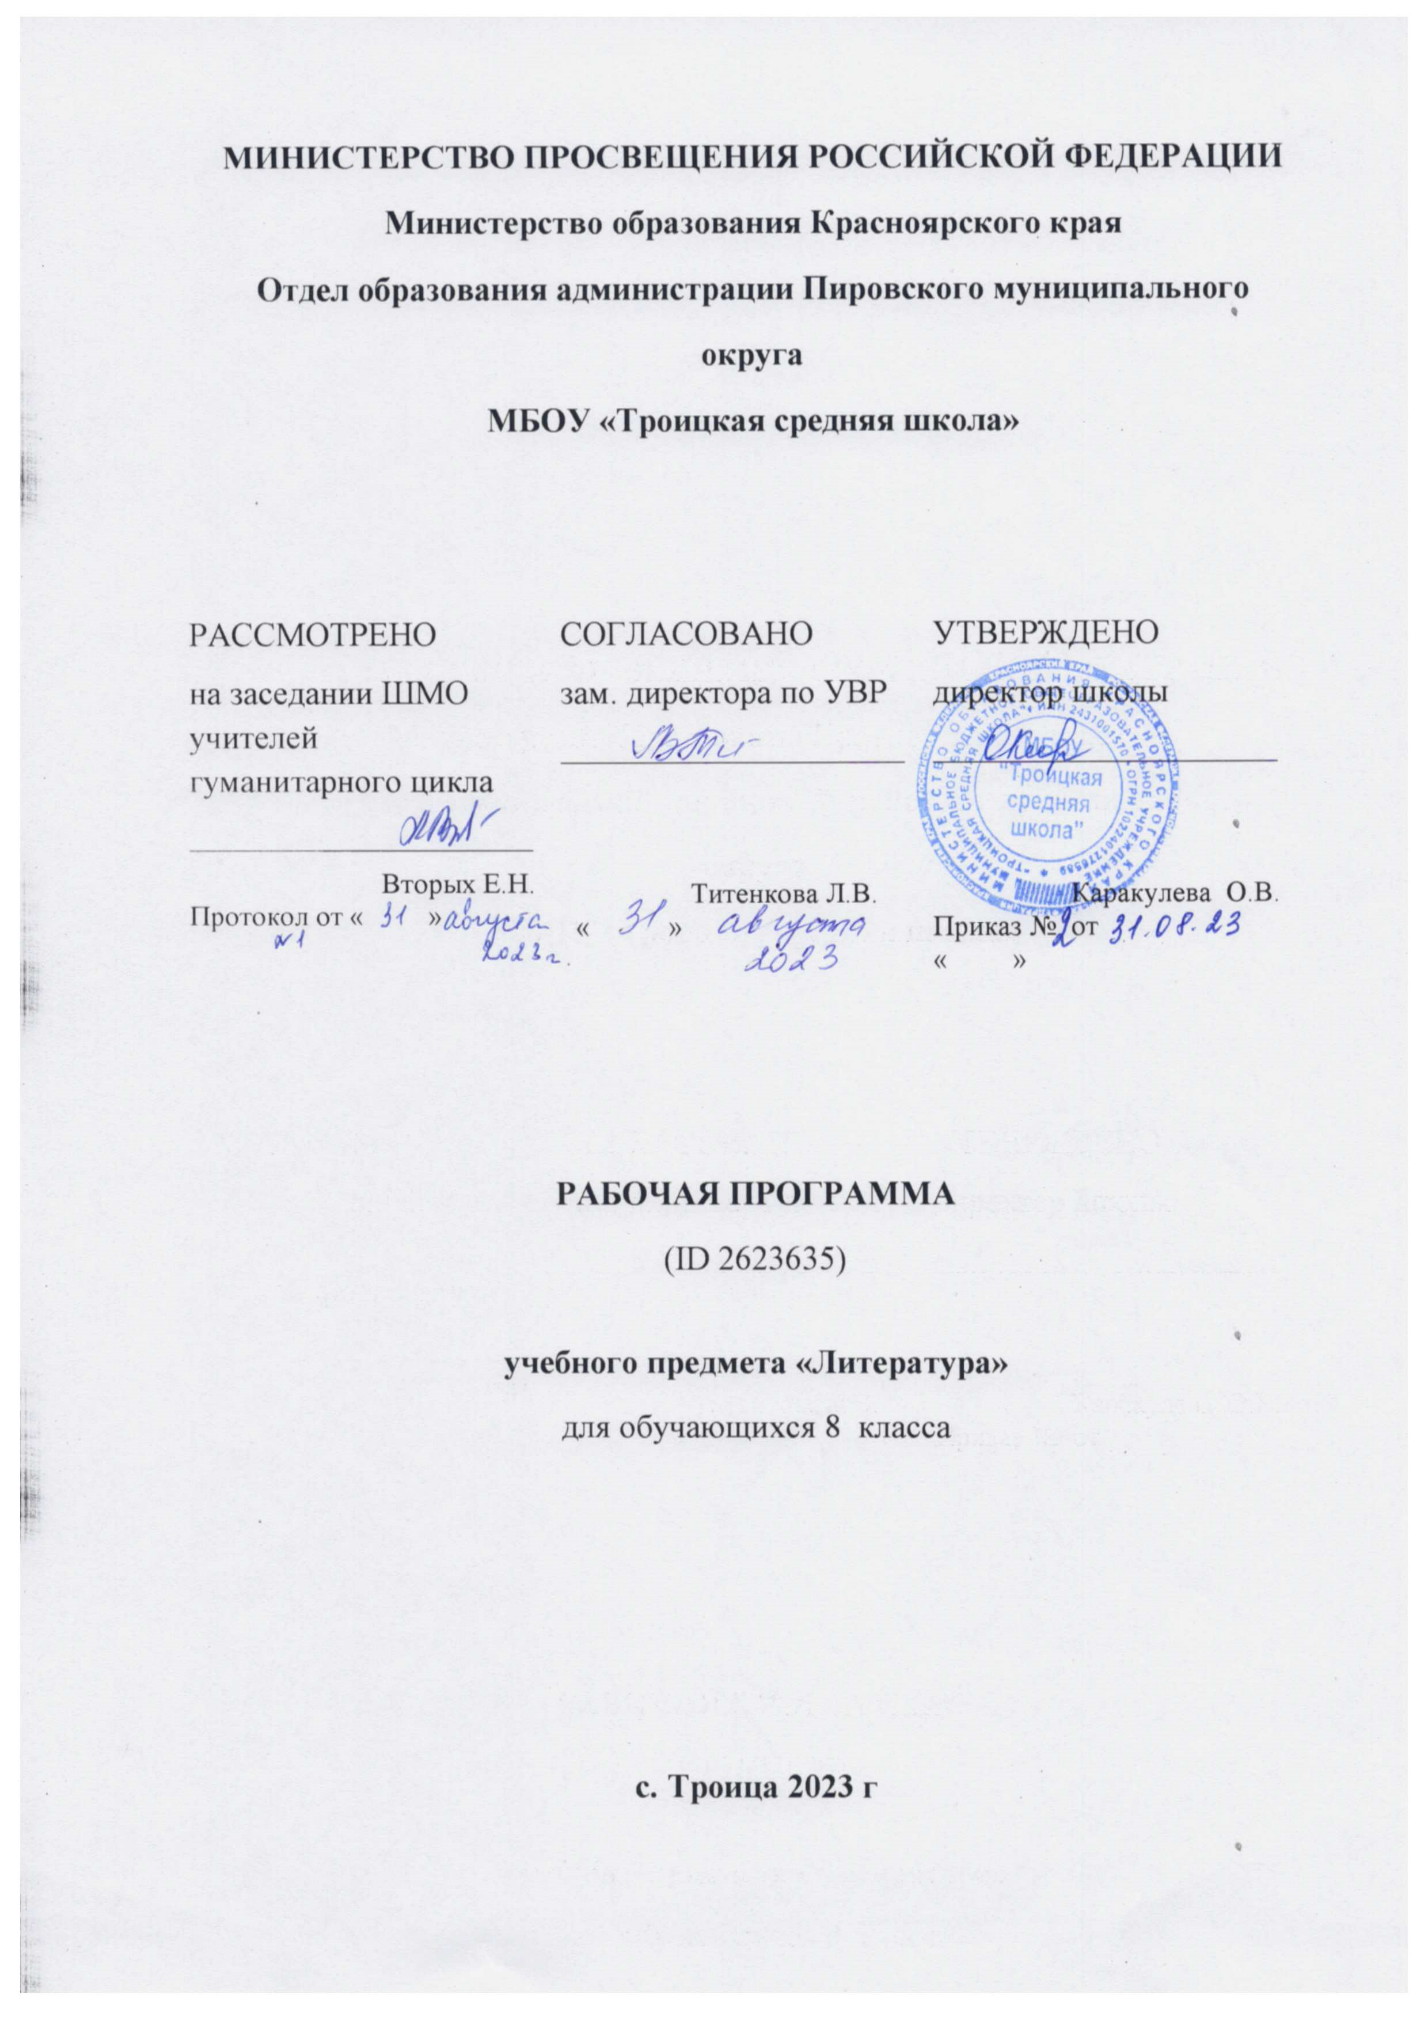 МИНИСТЕРСТВО ПРОСВЕЩЕНИЯ РОССИЙСКОЙ ФЕДЕРАЦИИ
Министерство образования Красноярского края
Отдел образования администрации Пировского муниципального
округа
МБОУ «Троицкая средняя школа»
РАССМОТРЕНО
на заседании ШМО
учителей
гуманитарного цикла
Вторых Е.Н.
Протокол от « 31 » августа
№1 2023 г.
СОГЛАСОВАНО
зам. директора по УВР
Титенкова Л.В.
« 31 » августа
2023
УТВЕРЖДЕНО
директор школы
МБОУ
"Троицкая
средняя
школа"
Каракулева О.В.
Приказ № 2 от 31.08.23
« »
РАБОЧАЯ ПРОГРАММА
(ID 2623635)
учебного предмета «Литература»
для обучающихся 8 класса
с. Троица 2023 г